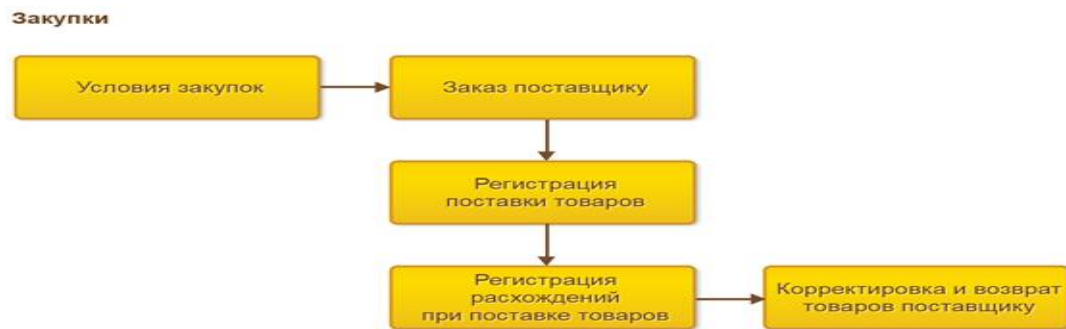 Закупки
Условия закупок
Заказ поставщику
Регистрация
поставки товаров
Регистрация
расхождений
при поставке товаров
Корректировка и возврат
товаров поставщику